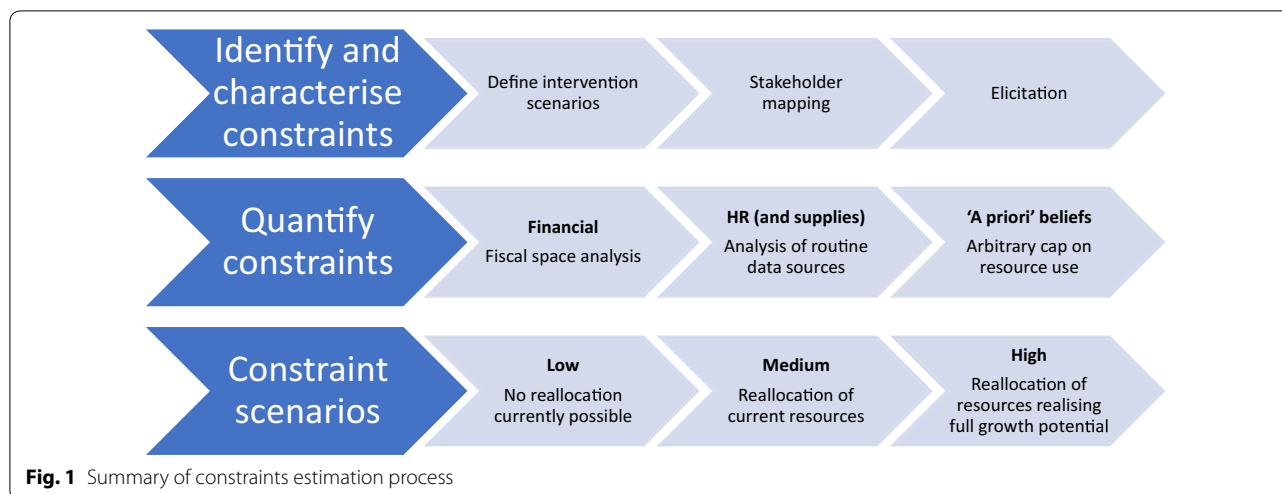 Identify and
characterise
constraints
Define intervention
scenarios
Stakeholder
mapping
Elicitation
Quantify
constraints
Financial
Fiscal space analysis
HR (and supplies)
Analysis of routine
data sources
‘A priori’ beliefs
Arbitrary cap on
resource use
Constraint
scenarios
Low
No reallocation
currently possible
Medium
Reallocation of
current resources
High
Reallocation of
resources realising
full growth potential
Fig. 1 Summary of constraints estimation process